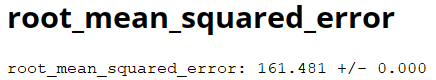 root_mean_squared_error
root_mean_squared_error: 161.481 +/- 0.000